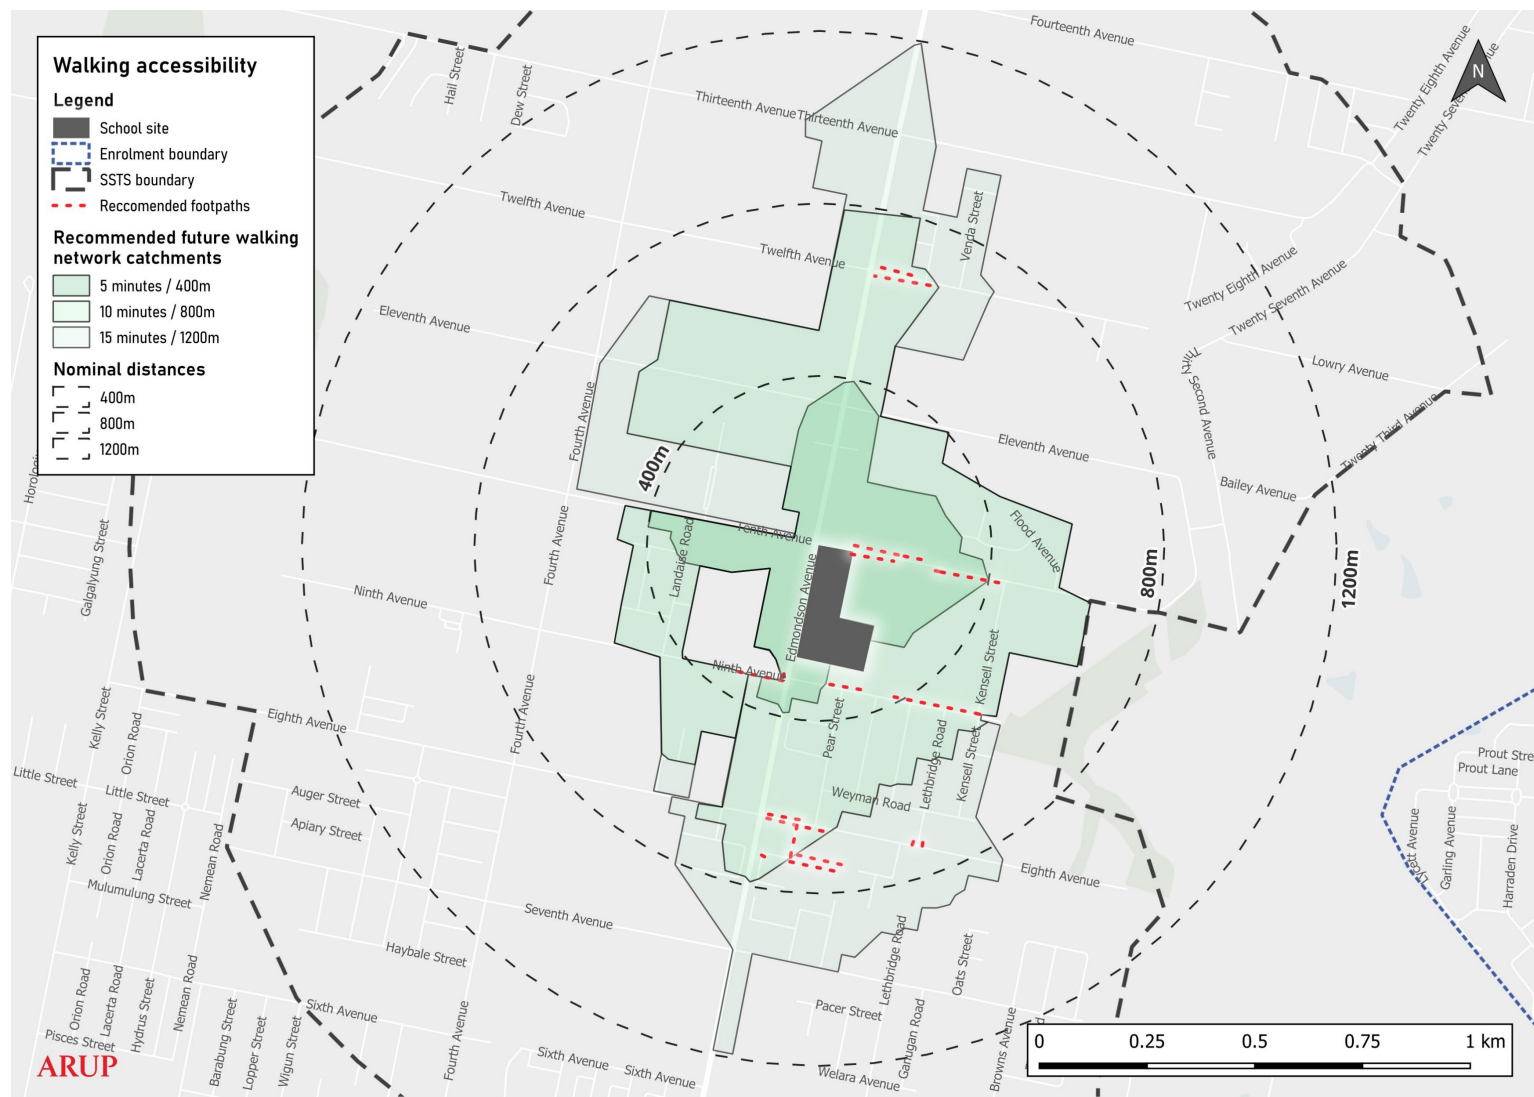 Walking accessibility
Legend
School site
Enrolment boundary
SSTS boundary
Reccomended footpaths
Recommended future walking
network catchments
5 minutes / 400m
10 minutes / 800m
15 minutes / 1200m
Nominal distances
400m
800m
1200m
Fourteenth Avenue
Twenty Eighth Avenue
N
Hail Street
Dew Street
Thirteenth Avenue
Thirteenth Avenue
Twelfth Avenue
Twelfth Avenue
Venda Street
Twenty Eighth Avenue
Twenty Seventh Avenue
Eleventh Avenue
Lowry Avenue
Thirty Second Avenue
Fourth Avenue
Twenty Third Avenue
Eleventh Avenue
400m
Bailey Avenue
Galgalyung Street
Fourth Avenue
Landaise Road
Tenth Avenue
Flood Avenue
800m
1200m
Ninth Avenue
Edmondson Avenue
Ninth Avenue
Kensell Street
Kelly Street
Orion Road
Eighth Avenue
Fourth Avenue
Pear Street
Lethbridge Road
Kensell Street
Prout Lane
Little Street
Little Street
Auger Street
Weyman Road
Kelly Street
Orion Road
Lacerta Road
Apiary Street
Nemean Road
Eighth Avenue
Lycett Avenue
Garling Avenue
Harraden Drive
Mulumulung Street
Seventh Avenue
Haybale Street
Lethbridge Road
Oats Street
Orion Road
Lacerta Road
Hydrus Street
Nemean Road
Barabung Street
Lopper Street
Wigun Street
Sixth Avenue
Fourth Avenue
Pacer Street
Ganugan Road
Browns Avenue
Pisces Street
Sixth Avenue
Sixth Avenue
Welara Avenue
ARUP
0 0.25 0.5 0.75 1 km